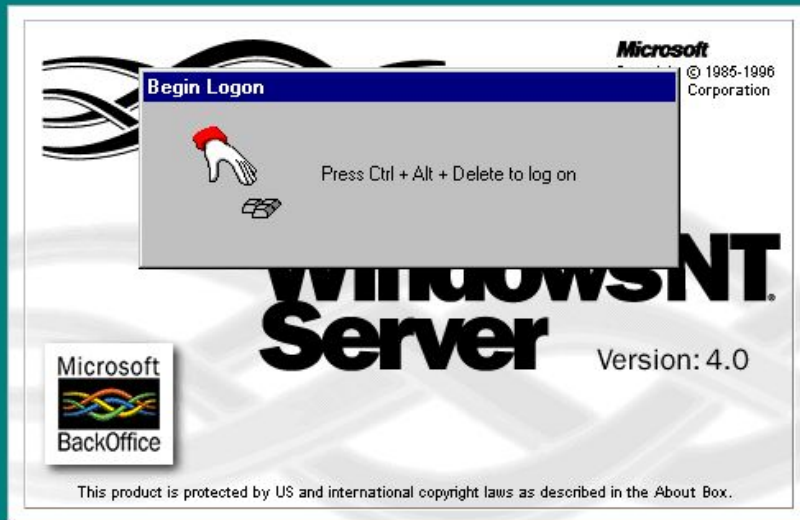 Microsoft
© 1985-1996
Corporation
Begin Logon
Press Ctrl + Alt + Delete to log on
WindowsNT
Server
Version: 4.0
Microsoft
BackOffice
This product is protected by US and international copyright laws as described in the About Box.